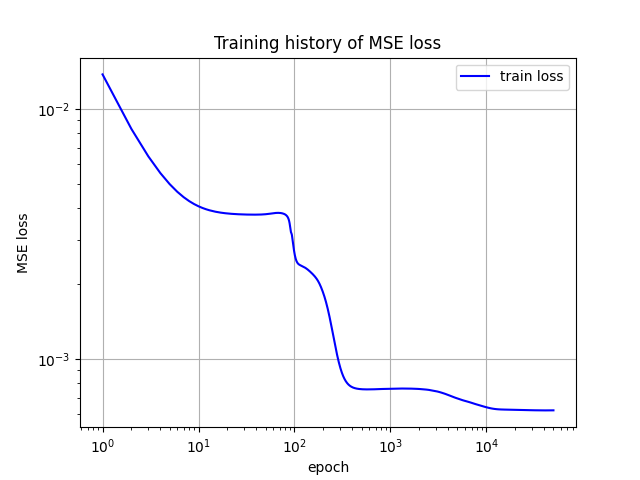 Training history of MSE loss
train loss
MSE loss
10⁻²
10⁻³
10⁰ 10¹ 10² 10³ 10⁴
epoch